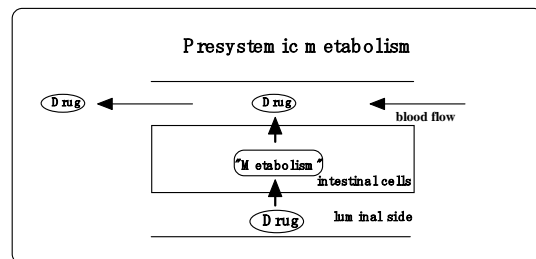 Presystemic metabolism
Drug
Drug
blood flow
"Metabolism"
intestinal cells
Drug
luminal side